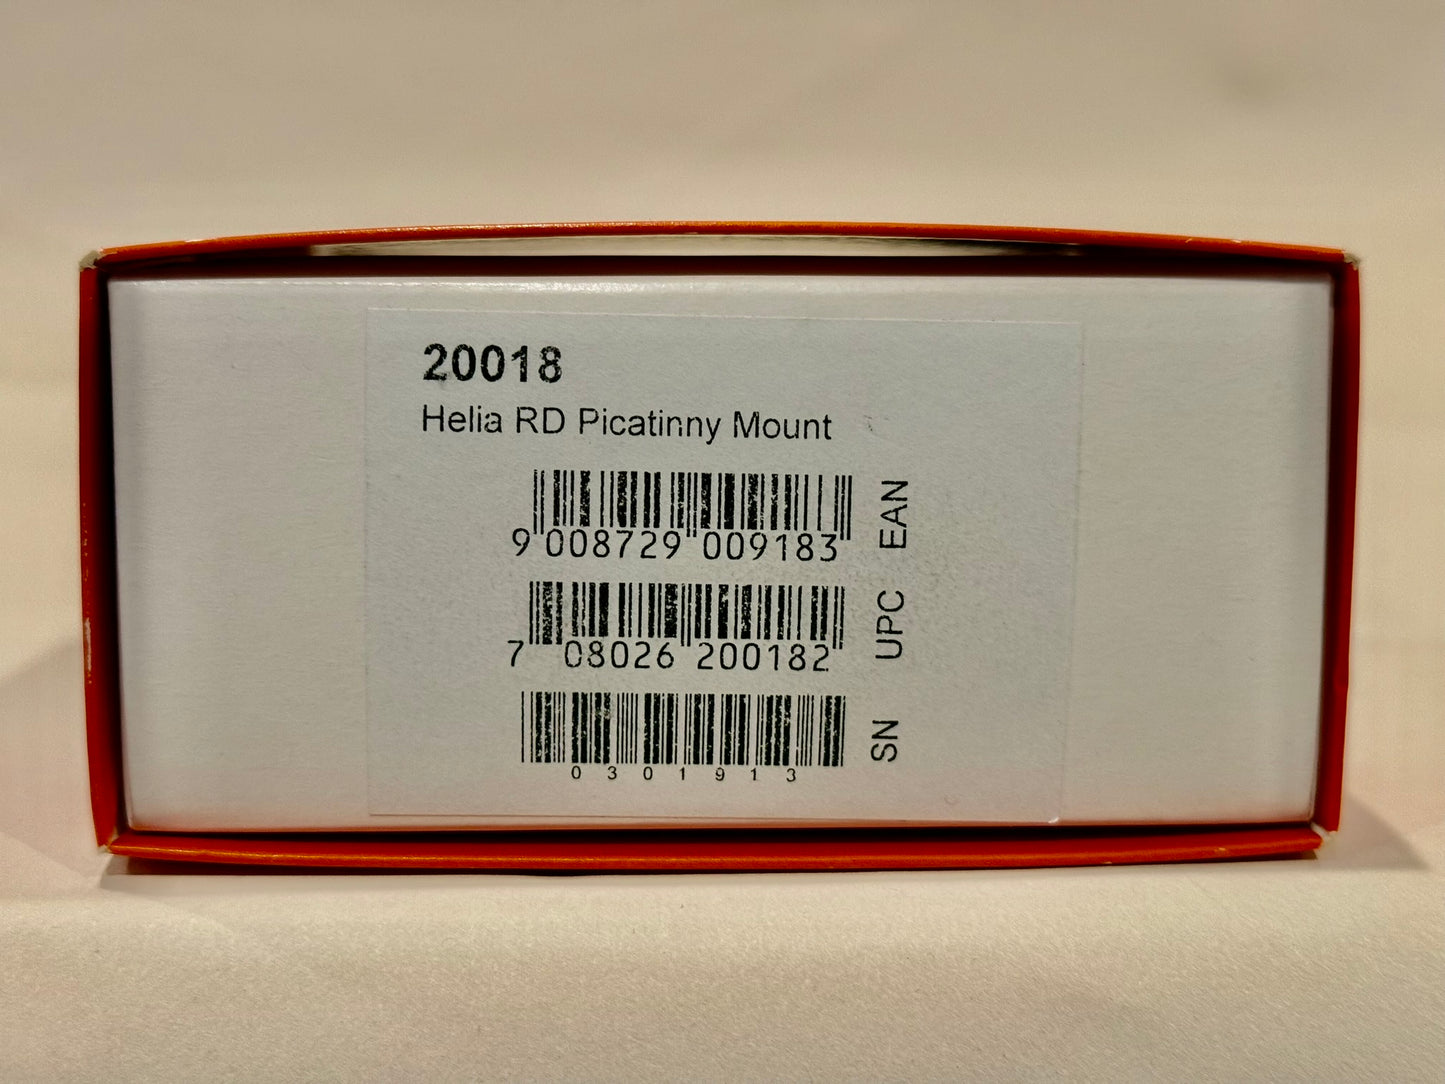 20018
Helia RD Picatinny Mount
9 008729 009183
EAN
7 08026 200182
UPC
0301913
SN